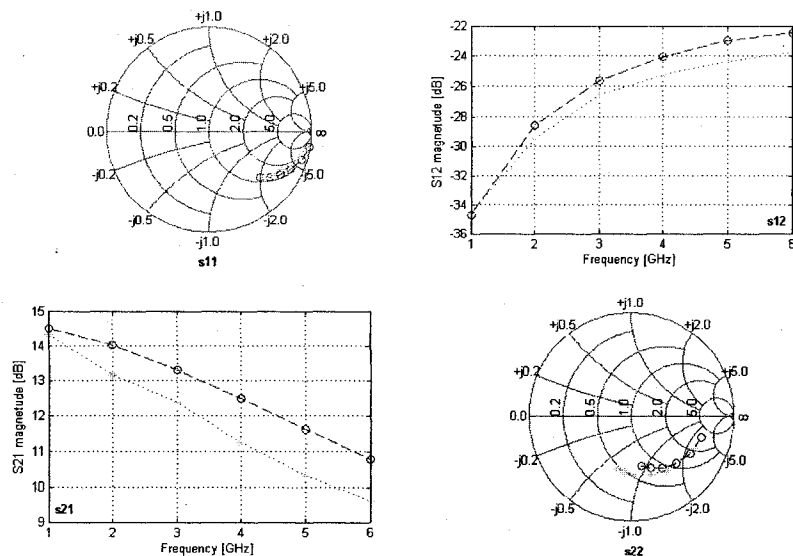 +j1.0
+j0.5
+j2.0
+j0.2
+j5.0
0.0
0.2
0.5
1.0
2.0
5.0
∞
-j0.2
-j5.0
-j0.5
-j2.0
-j1.0
s11
-22
-24
-26
-28
-30
-32
-34
-36
S12 magnetude [dB]
s12
1
2
3
4
5
6
Frequency [GHz]
15
14
13
12
11
10
9
S21 magnetude [dB]
s21
1
2
3
4
5
6
Frequency [GHz]
+j1.0
+j0.5
+j2.0
+j0.2
+j5.0
0.0
0.2
0.5
1.0
2.0
5.0
∞
-j0.2
-j5.0
-j0.5
-j2.0
-j1.0
s22